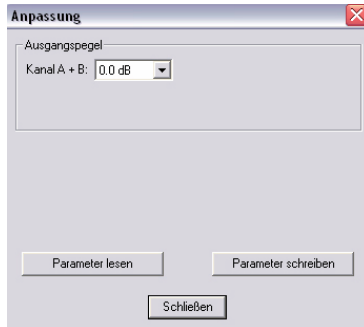 Anpassung
Ausgangspegel
Kanal A + B: 0.0 dB
Parameter lesen Parameter schreiben
Schließen